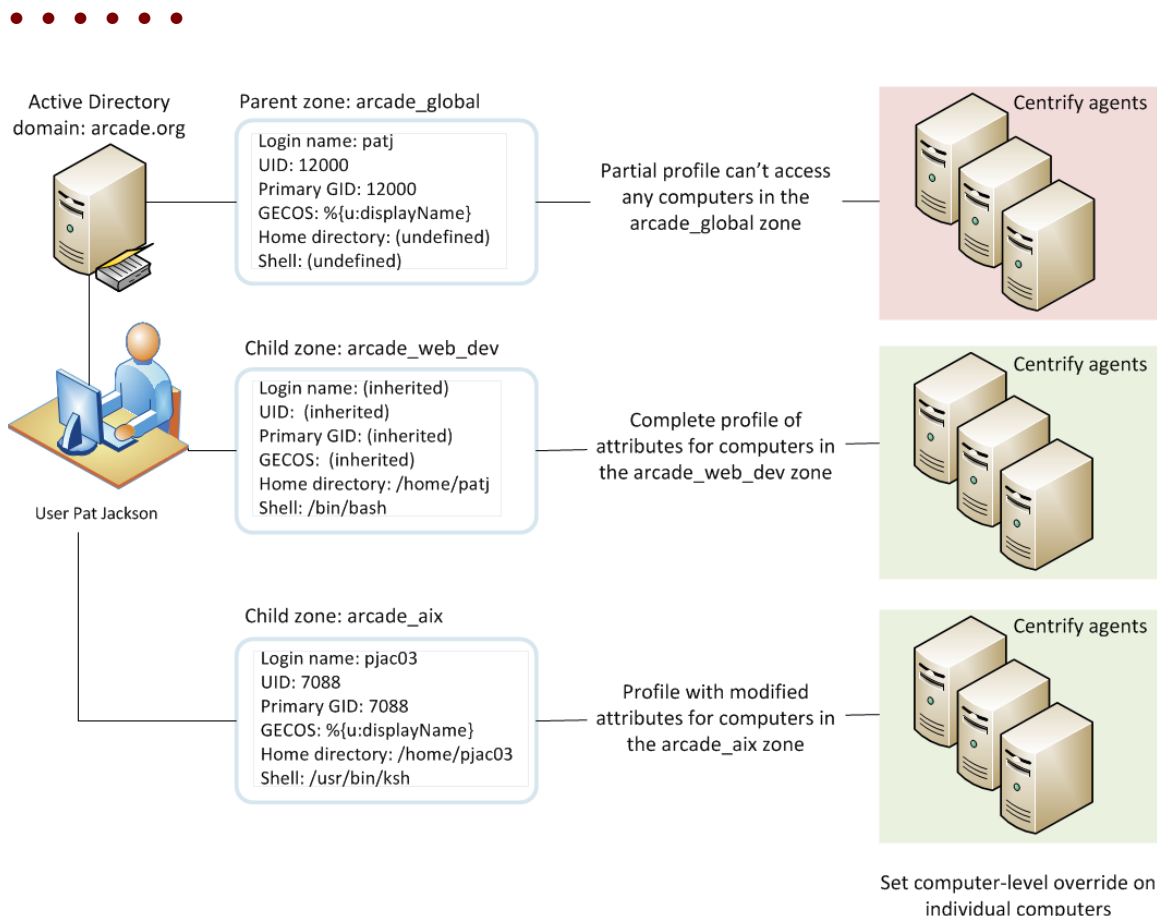 Active Directory
domain: arcade.org
Parent zone: arcade_global
Login name: patj
UID: 12000
Primary GID: 12000
GECOS: %{u:displayName}
Home directory: (undefined)
Shell: (undefined)
Partial profile can’t access
any computers in the
arcade_global zone
Centrify agents
User Pat Jackson
Child zone: arcade_web_dev
Login name: (inherited)
UID:  (inherited)
Primary GID: (inherited)
GECOS:  (inherited)
Home directory: /home/patj
Shell: /bin/bash
Complete profile of
attributes for computers in
the arcade_web_dev zone
Centrify agents
Child zone: arcade_aix
Login name: pjac03
UID: 7088
Primary GID: 7088
GECOS: %{u:displayName}
Home directory: /home/pjac03
Shell: /usr/bin/ksh
Profile with modified
attributes for computers in
the arcade_aix zone
Centrify agents
Set computer-level override on
individual computers